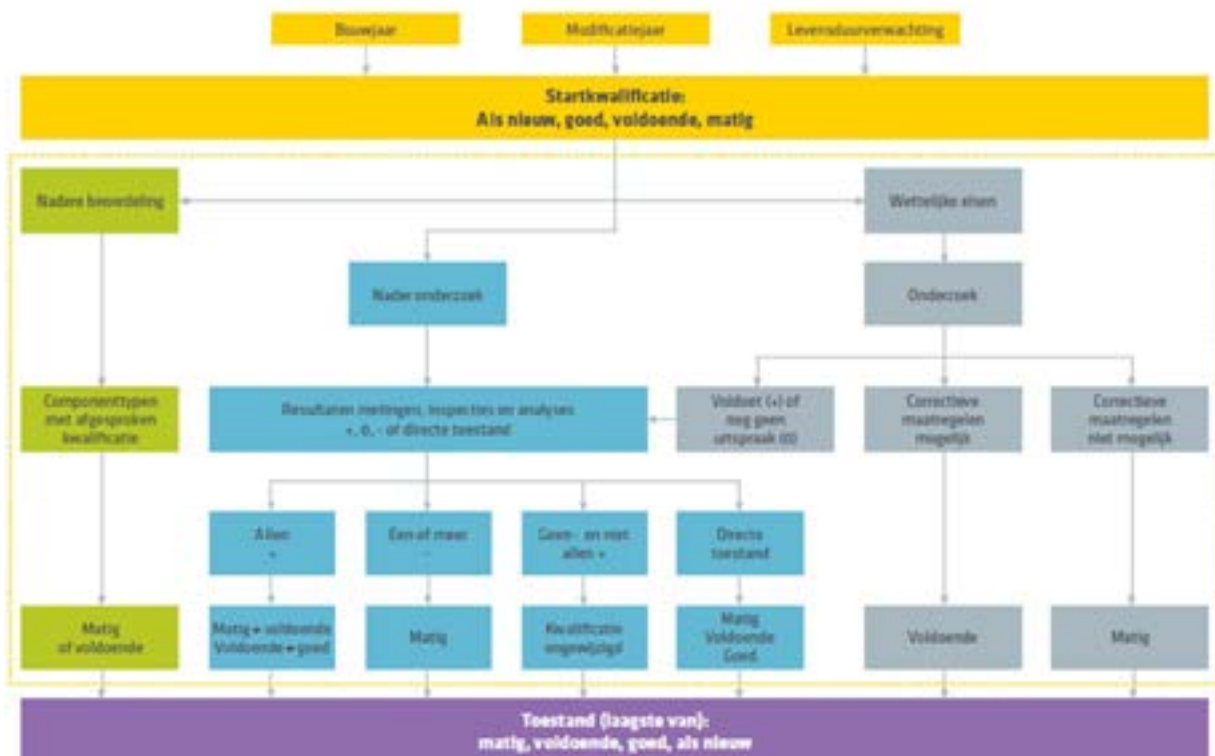 Bouwjaar
Modificatiejaar
Levensduurverwachting
Startkwalificatie:
Als nieuw, goed, voldoende, matig
Nadere beoordeling
Wettelijke eisen
Nader onderzoek
Onderzoek
Componenttypen
met afgesproken
kwalificatie
Resultaten metingen, inspecties en analyses
+, 0, - of directe toestand
Voldoet (+) of
nog geen
uitspraak (0)
Correctieve
maatregelen
mogelijk
Correctieve
maatregelen
niet mogelijk
Allen
+
Een of meer
-
Geen - en niet
allen +
Directe
toestand
Matig
of voldoende
Matig → voldoende
Voldoende → goed
Matig
Kwalificatie
ongewijzigd
Matig
Voldoende
Goed
Voldoende
Matig
Toestand (laagste van):
matig, voldoende, goed, als nieuw